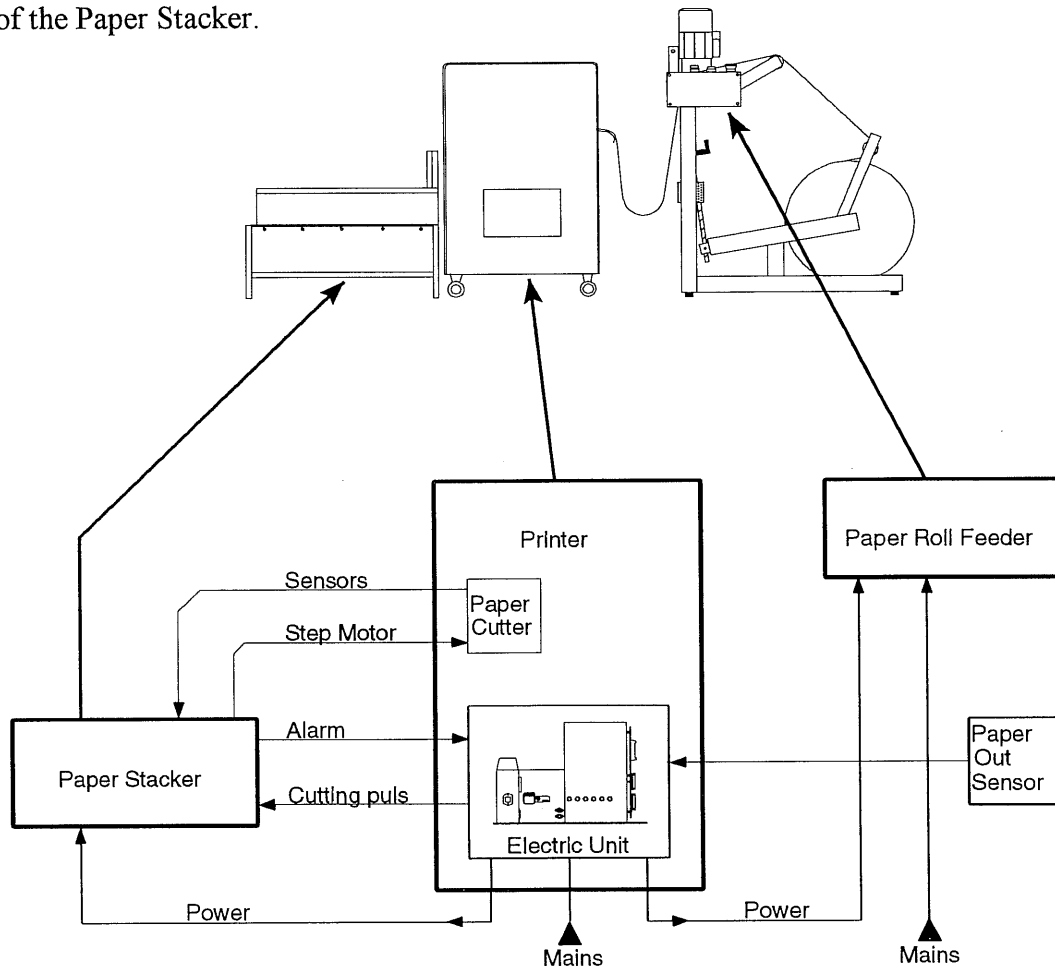 of the Paper Stacker.
Printer
Paper Roll Feeder
Sensors
Paper
Cutter
Step Motor
Alarm
Paper
Out
Sensor
Paper Stacker
Cutting puls
Electric Unit
Power
Power
Mains
Mains